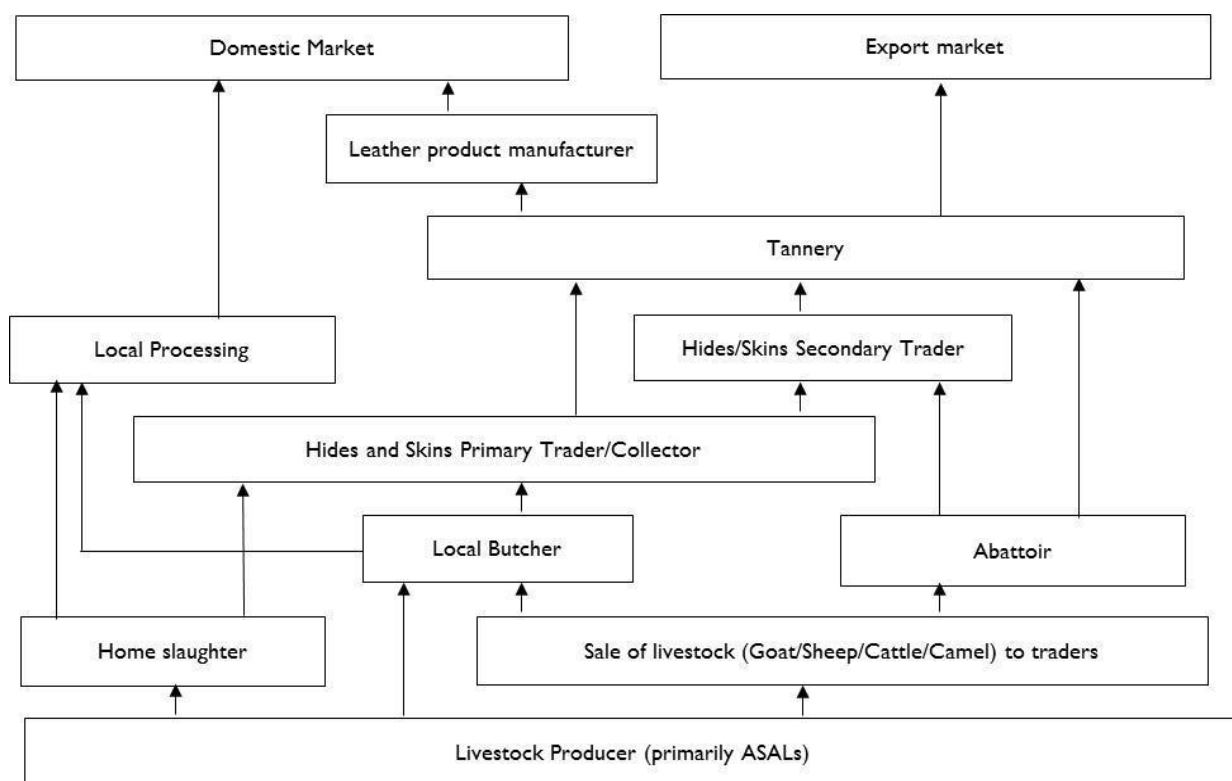 Domestic Market
Export market
Leather product manufacturer
Tannery
Local Processing
Hides/Skins Secondary Trader
Hides and Skins Primary Trader/Collector
Local Butcher
Abattoir
Home slaughter
Sale of livestock (Goat/Sheep/Cattle/Camel) to traders
Livestock Producer (primarily ASALs)